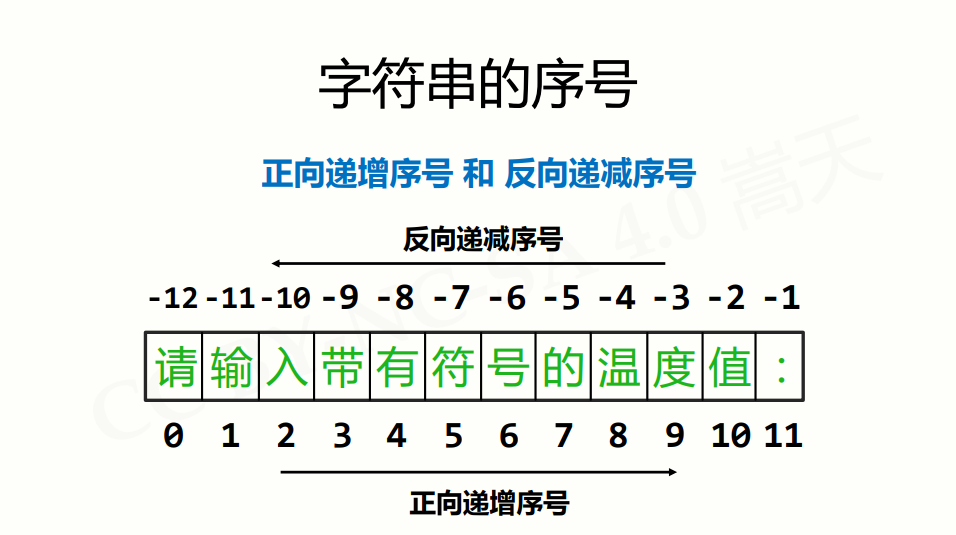 字符串的序号
正向递增序号 和 反向递减序号
反向递减序号
-12 -11 -10 -9 -8 -7 -6 -5 -4 -3 -2 -1
请 输 入 带 有 符 号 的 温 度 值 :
0 1 2 3 4 5 6 7 8 9 10 11
正向递增序号
CC BY-NC-SA 4.0 嵩天